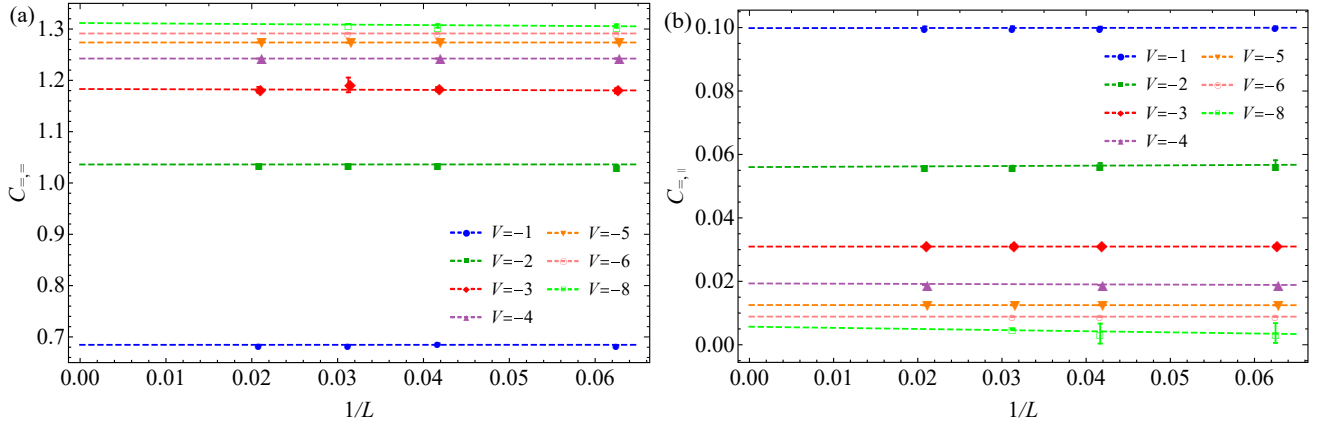 (a)
1.3
1.2
1.1
1.0
0.9
0.8
0.7
C=,=
0.00 0.01 0.02 0.03 0.04 0.05 0.06
1/L
V=−1 V=−5
V=−2 V=−6
V=−3 V=−8
V=−4
(b)
0.10
0.08
0.06
0.04
0.02
0.00
C=,||
0.00 0.01 0.02 0.03 0.04 0.05 0.06
1/L
V=−1 V=−5
V=−2 V=−6
V=−3 V=−8
V=−4